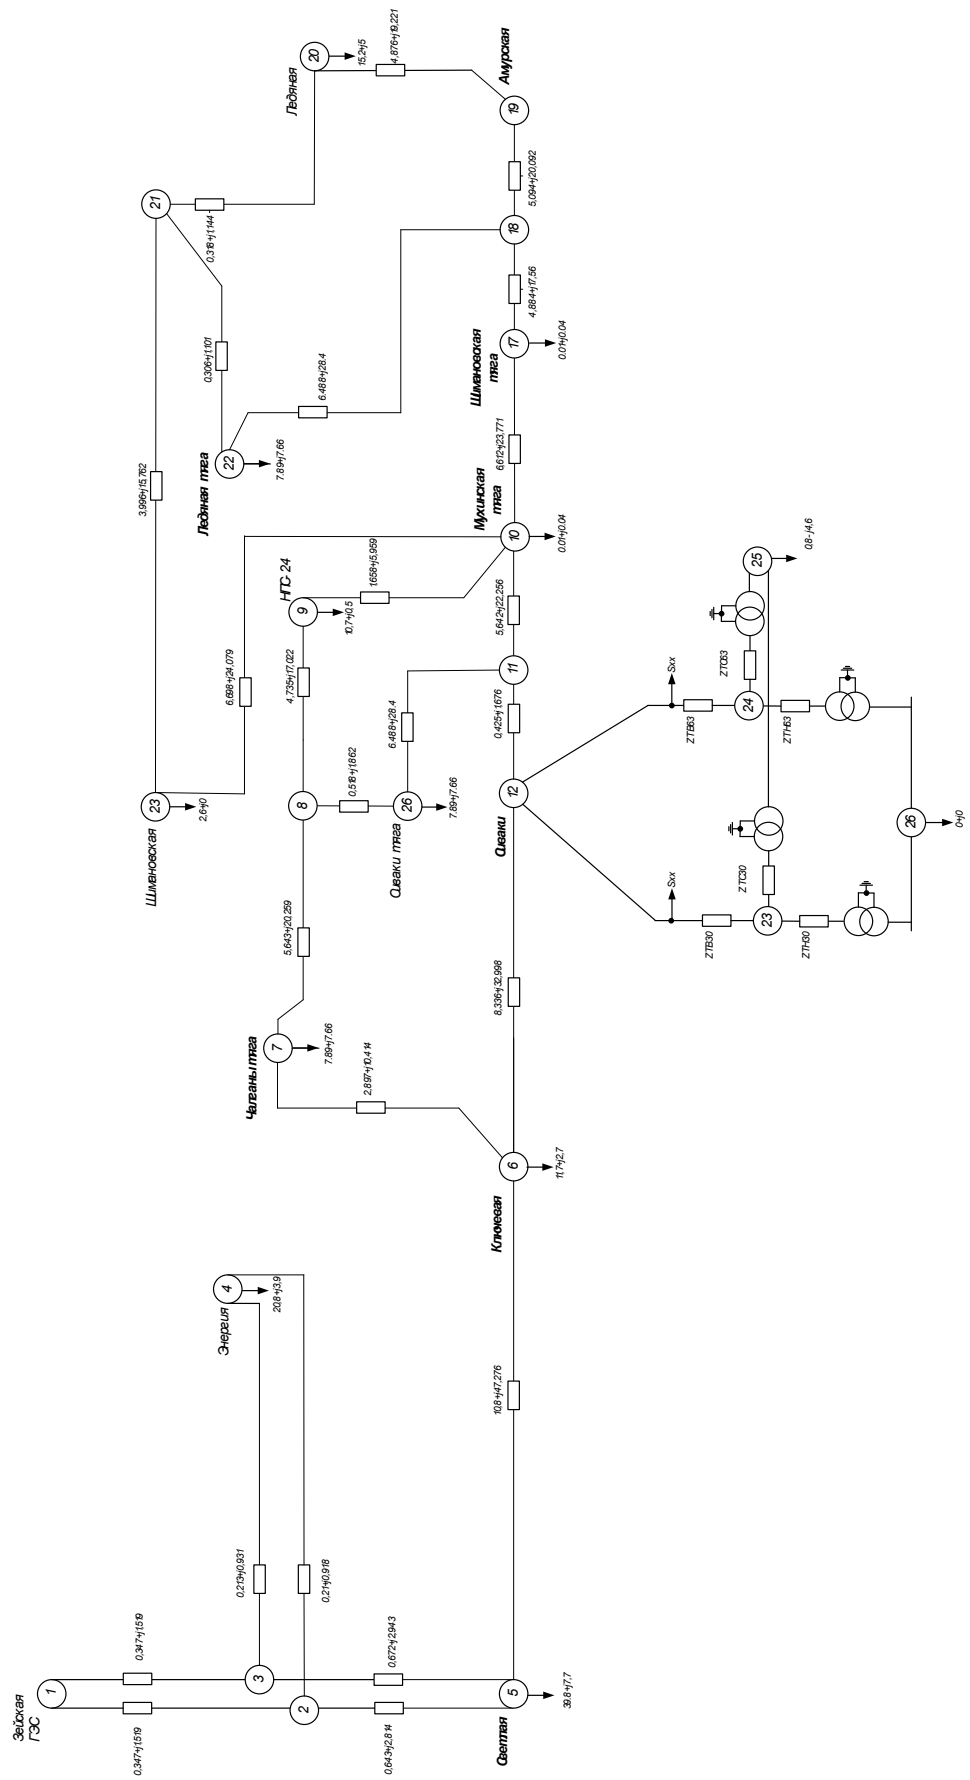 Зейская
ГЭС
1
0,347+j1,519
0,347+j1,519
3
2
0,213+j0,931
0,21+j0,918
Энергия
4
20,8+j3,9
0,672+j2,943
0,643+j2,814
Светлая
5
39,8+j7,7
10,8+j47,276
Ключевая
6
11,7+j2,7
2,897+j10,414
Чалганы тяга
7
7.89+j7.66
5,643+j20,259
8
0,518+j1,862
Сиваки тяга
26
7.89+j7.66
6.488+j28.4
4,735+j17,022
НПС-24
9
10,7+j0,5
1,658+j5,959
8,336+j32,998
Сиваки
12
0,425+j1,676
11
5,642+j22,256
Мухинская
тяга
10
0.01+j0.04
6,612+j23,771
Шимановская
тяга
17
0.01+j0.04
4,884+j17,56
18
5,094+j20,092
Амурская
19
4,876+j19,221
Ледяная
20
15,2+j5
0,318+j1,144
21
0,306+j1,101
Ледяная тяга
22
7.89+j7.66
6.488+j28.4
3,996+j15,762
Шимановская
23
2,6+j0
6,698+j24,079
Sxx
Sxx
ZTB30
ZTB63
23
24
ZTC30
ZTC63
25
0,8-j4,6
ZTH30
ZTH63
26
0+j0